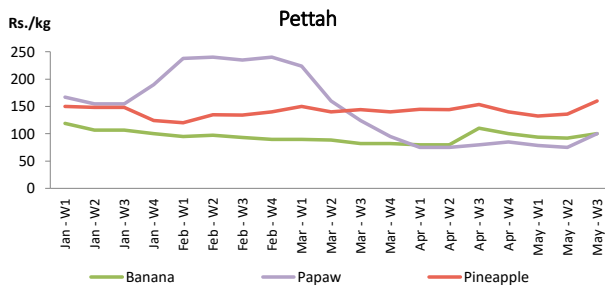 Pettah
Rs./kg
250
200
150
100
50
0
Jan - W1
Jan - W2
Jan - W3
Jan - W4
Feb - W1
Feb - W2
Feb - W3
Feb - W4
Mar - W1
Mar - W2
Mar - W3
Mar - W4
Apr - W1
Apr - W2
Apr - W3
Apr - W4
May - W1
May - W2
May - W3
Banana Papaw Pineapple